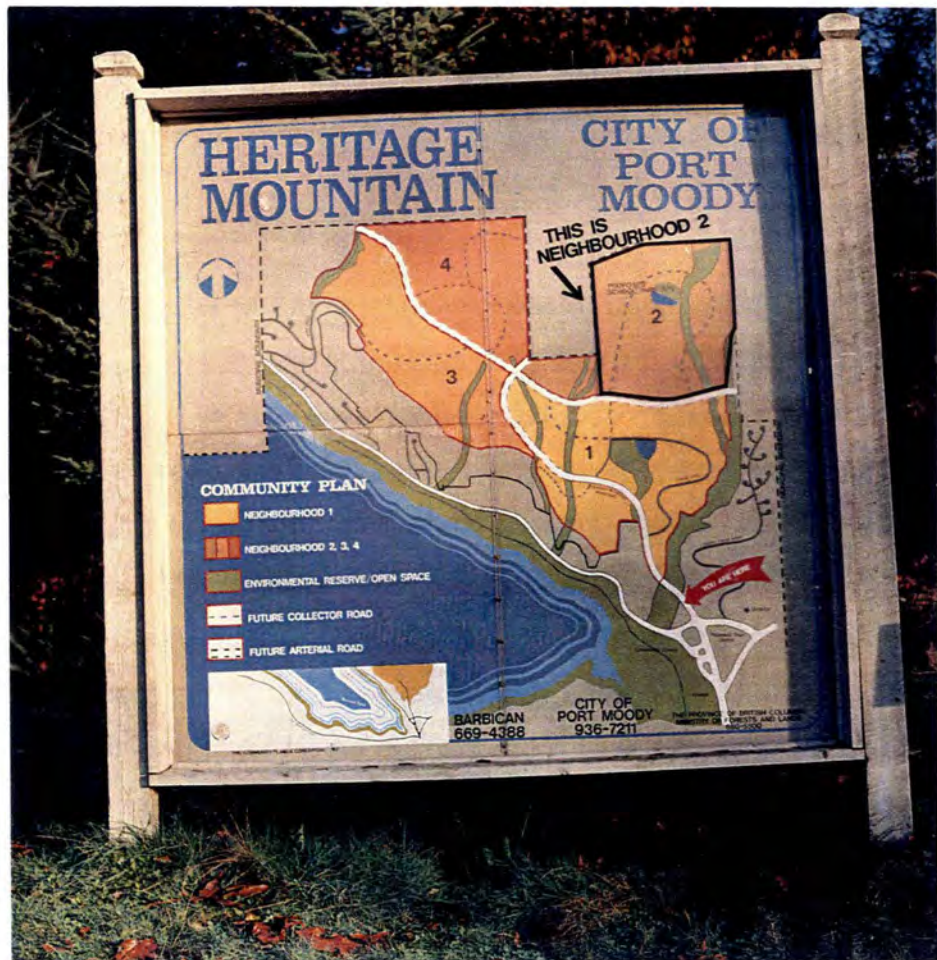 HERITAGE
MOUNTAIN
CITY OF
PORT
MOODY
THIS IS
NEIGHBOURHOOD 2
4
PROPOSED
SCHOOL
2
3
1
COMMUNITY PLAN
NEIGHBOURHOOD 1
NEIGHBOURHOOD 2, 3, 4
ENVIRONMENTAL RESERVE/OPEN SPACE
FUTURE COLLECTOR ROAD
FUTURE ARTERIAL ROAD
YOU ARE HERE
BARBICAN
669-4388
CITY OF
PORT MOODY
936-7211
THE PROVINCE OF BRITISH COLUMBIA
MINISTRY OF FORESTS AND LANDS